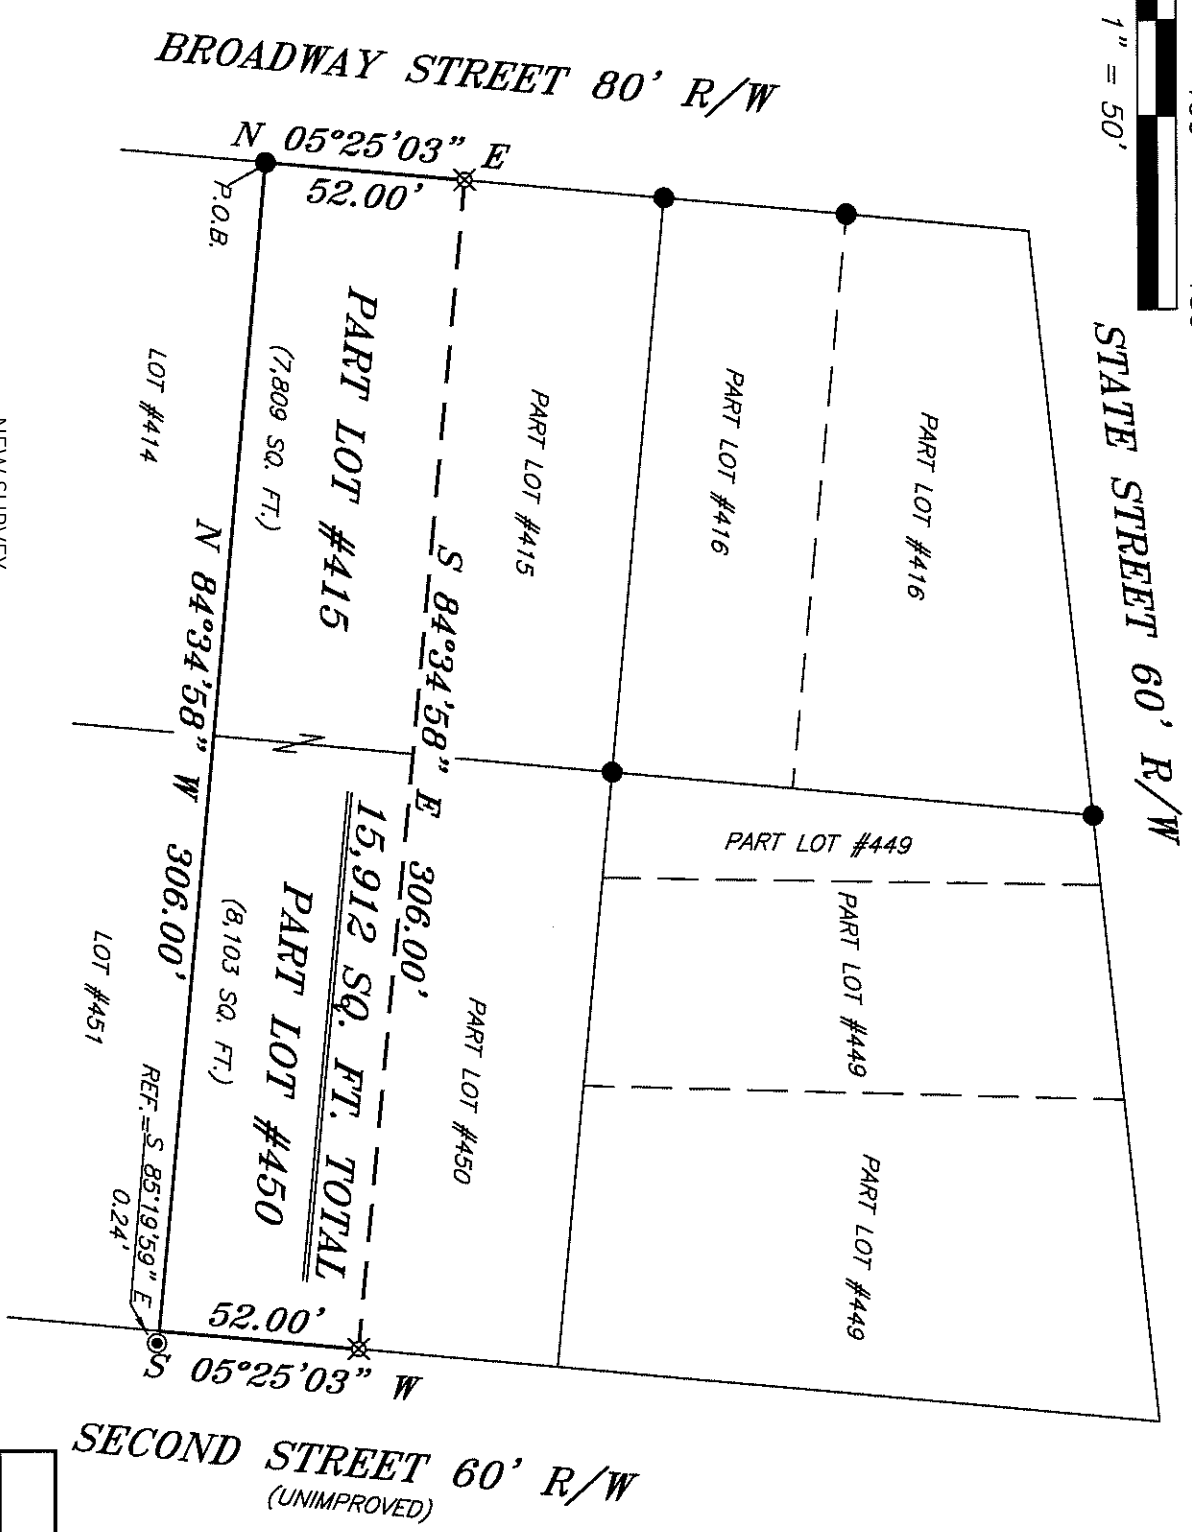 1" = 50'
BROADWAY STREET 80' R/W
N 05°25'03" E
52.00'
P.O.B.
STATE STREET 60' R/W
PART LOT #415
(7,809 SQ. FT.)
LOT #414
PART LOT #415
PART LOT #416
PART LOT #416
S 84°34'58" E 306.00'
N 84°34'58" W 306.00'
15,912 SQ. FT. TOTAL
PART LOT #450
(8,103 SQ. FT.)
LOT #451
PART LOT #450
PART LOT #449
PART LOT #449
PART LOT #449
REF.=S 85°19'59" E
0.24'
52.00'
S 05°25'03" W
SECOND STREET 60' R/W
(UNIMPROVED)